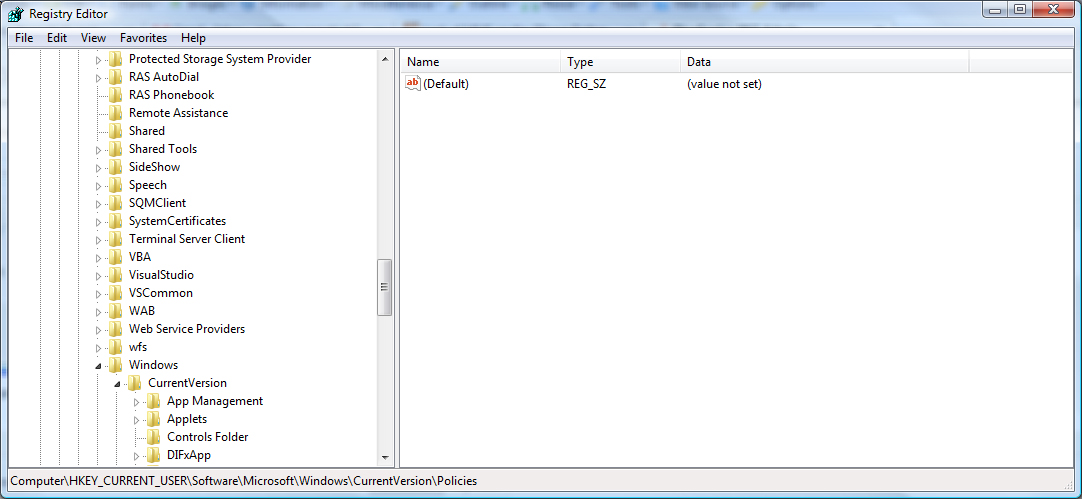 Registry Editor
File Edit View Favorites Help
Protected Storage System Provider
RAS AutoDial
RAS Phonebook
Remote Assistance
Shared
Shared Tools
SideShow
Speech
SQMClient
SystemCertificates
Terminal Server Client
VBA
VisualStudio
VSCommon
WAB
Web Service Providers
wfs
Windows
CurrentVersion
App Management
Applets
Controls Folder
DIFxApp
Name Type Data
ab (Default) REG_SZ (value not set)
Computer\HKEY_CURRENT_USER\Software\Microsoft\Windows\CurrentVersion\Policies